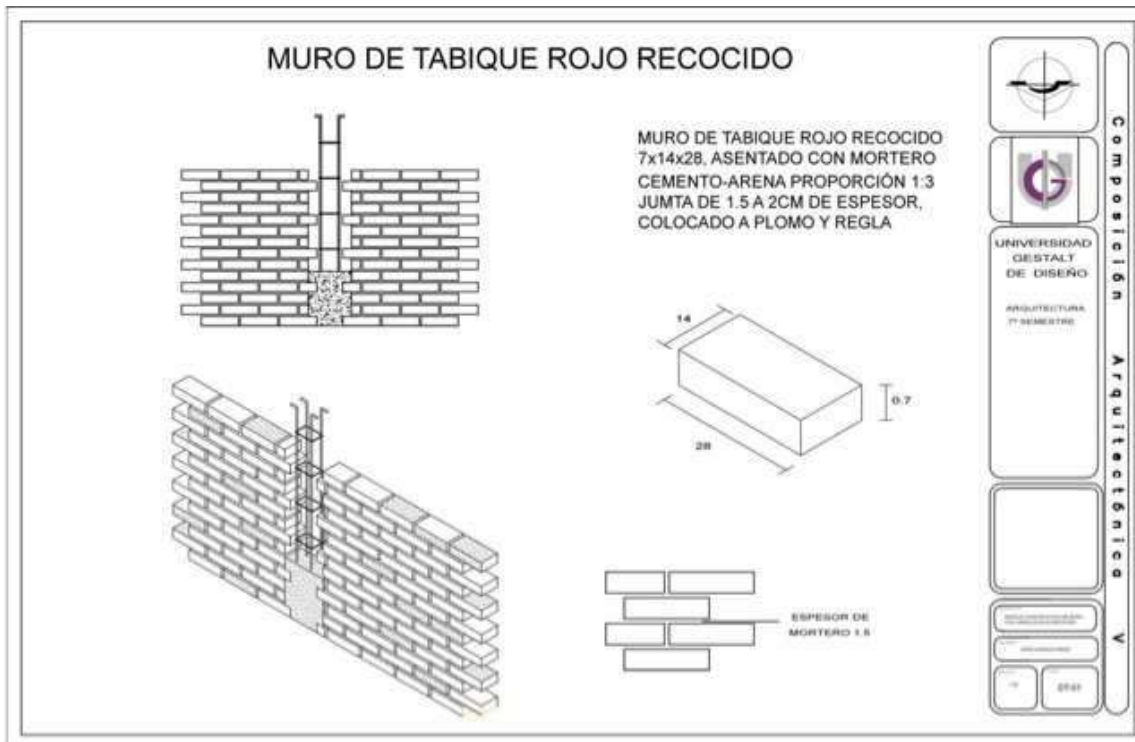 MURO DE TABIQUE ROJO RECOCIDO
MURO DE TABIQUE ROJO RECOCIDO
7x14x28, ASENTADO CON MORTERO
CEMENTO-ARENA PROPORCIÓN 1:3
JUMTA DE 1.5 A 2CM DE ESPESOR,
COLOCADO A PLOMO Y REGLA
14
0.7
28
ESPESOR DE
MORTERO 1.5
UNIVERSIDAD
GESTALT
DE DISEÑO
ARQUITECTURA
7º SEMESTRE
Composición Arquitectónica V